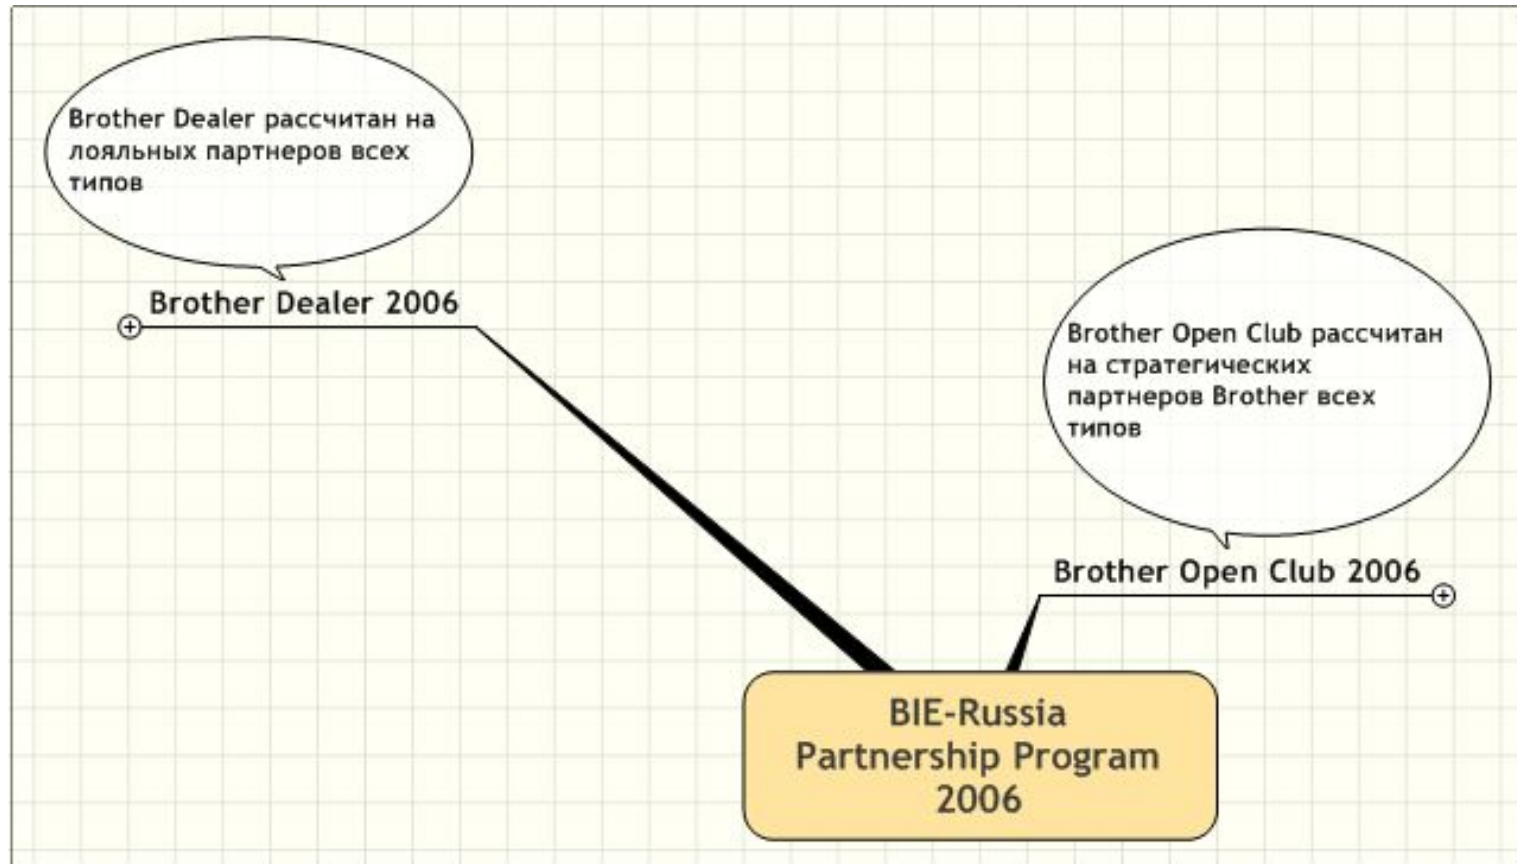 Brother Dealer рассчитан на
лояльных партнеров всех
типов
Brother Dealer 2006
Brother Open Club рассчитан
на стратегических
партнеров Brother всех
типов
Brother Open Club 2006
BIE-Russia
Partnership Program
2006